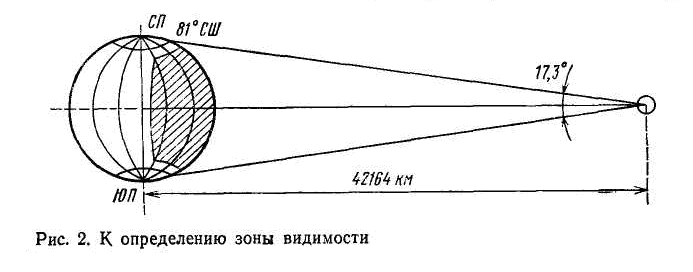 СП
81° СШ
17,3°
42164 км
ЮП
Рис. 2. К определению зоны видимости